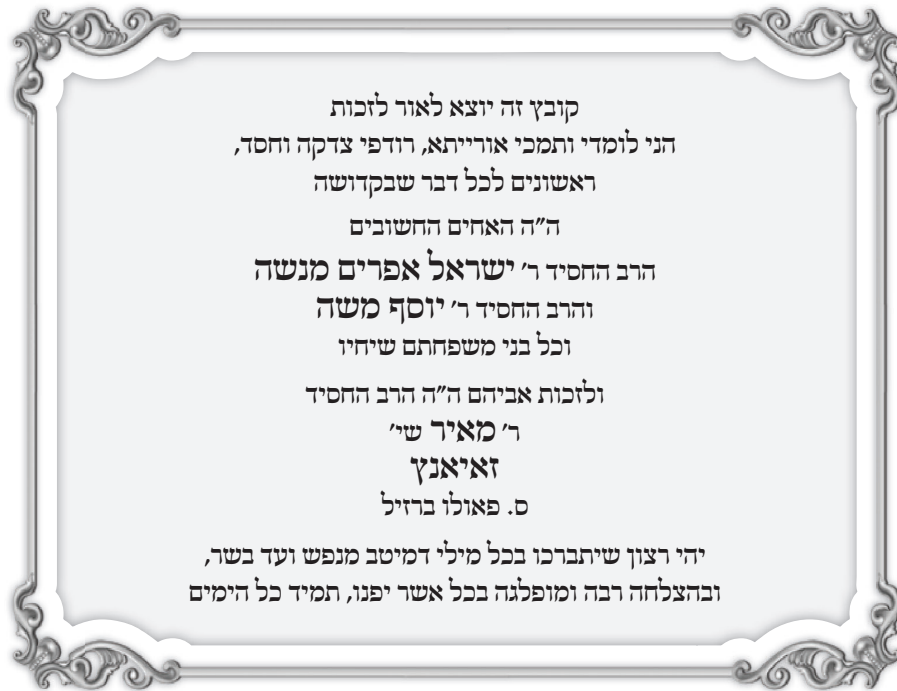 קובץ זה יוצא לאור לזכות
הני לומדי ותמכי אורייתא, רודפי צדקה וחסד,
ראשונים לכל דבר שבקדושה
ה״ה האחים החשובים
הרב החסיד ר׳ ישראל אפרים מנשה
והרב החסיד ר׳ יוסף משה
וכל בני משפחתם שיחיו
ולזכות אביהם ה״ה הרב החסיד
ר׳ מאיר שי׳
זאיאנץ
ס. פאולו ברזיל
יהי רצון שיתברכו בכל מילי דמיטב מנפש ועד בשר,
ובהצלחה רבה ומופלגה בכל אשר יפנו, תמיד כל הימים